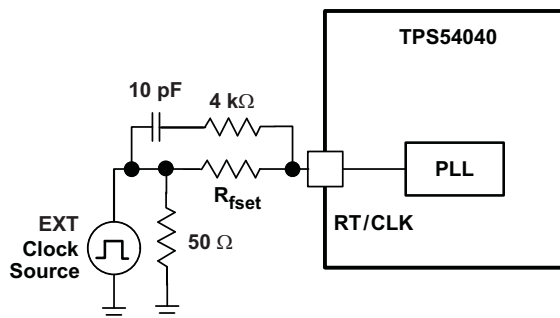 TPS54040
10 pF
4 kΩ
PLL
Rfset
RT/CLK
EXT
Clock
Source
50 Ω